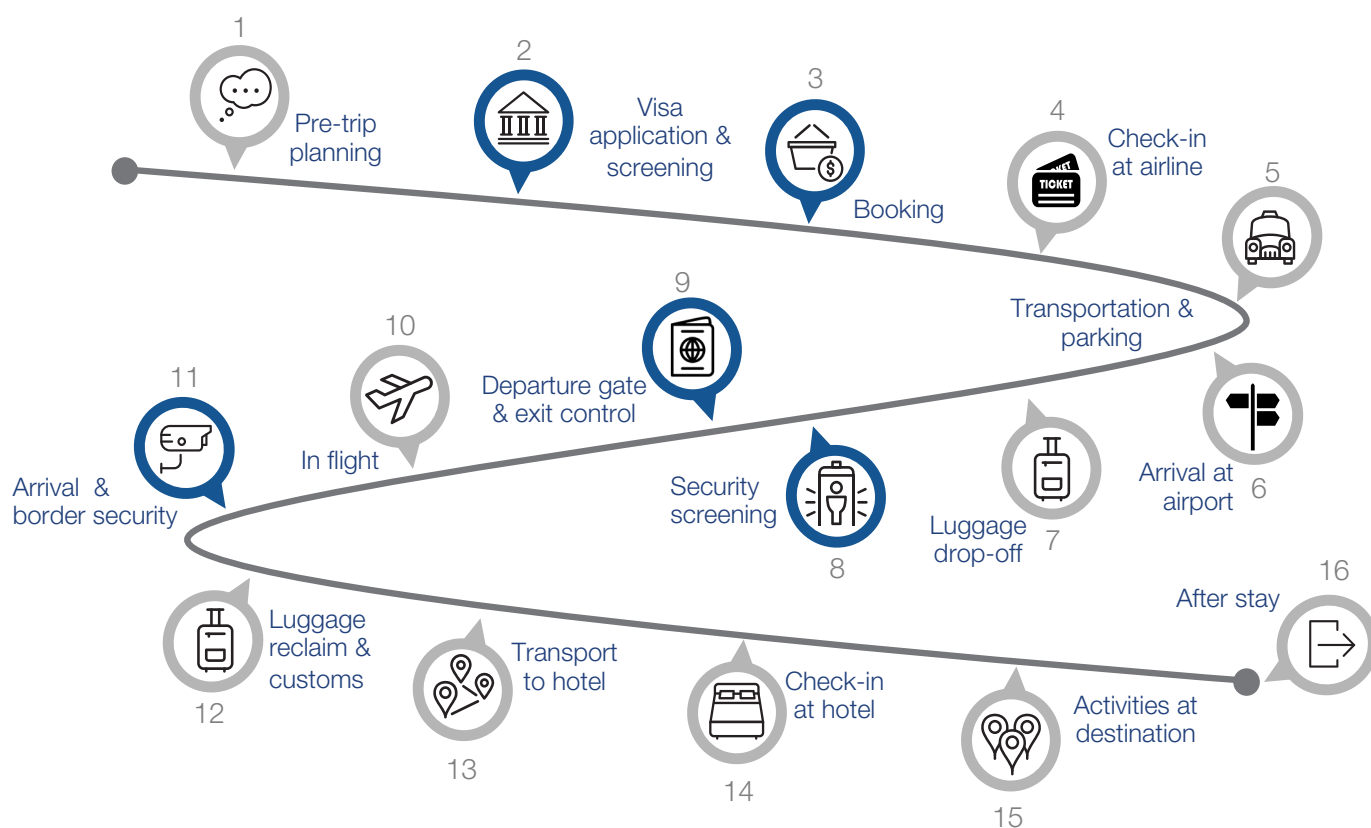 1
Pre-trip
planning
2
Visa
application &
screening
3
Booking
4
Check-in
at airline
TICKET
5
Transportation &
parking
6
Arrival at
airport
7
Luggage
drop-off
8
Security
screening
9
Departure gate
& exit control
10
In flight
11
Arrival &
border security
12
Luggage
reclaim &
customs
13
Transport
to hotel
14
Check-in
at hotel
15
Activities at
destination
16
After stay
$